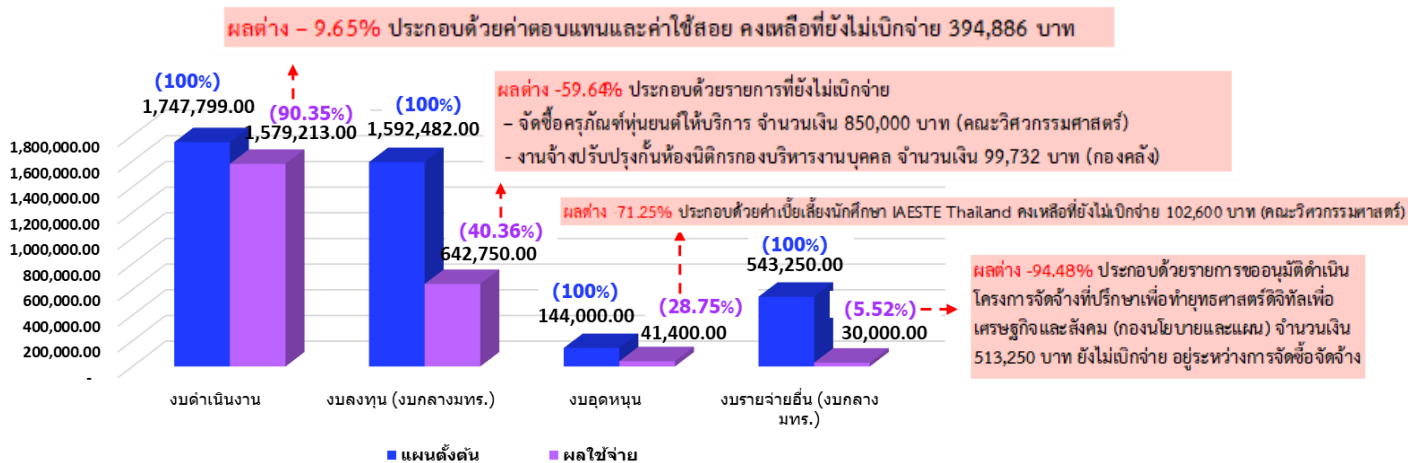 ผลต่าง – 9.65% ประกอบด้วยค่าตอบแทนและค่าใช้สอย คงเหลือที่ยังไม่เบิกจ่าย 394,886 บาท
(100%)
1,747,799.00
(90.35%)
1,579,213.00
(100%)
1,592,482.00
ผลต่าง -59.64% ประกอบด้วยรายการที่ยังไม่เบิกจ่าย
– จัดซื้อครุภัณฑ์หุ่นยนต์ให้บริการ จำนวนเงิน 850,000 บาท (คณะวิศวกรรมศาสตร์)
- งานจ้างปรับปรุงกั้นห้องนิติกรกองบริหารงานบุคคล จำนวนเงิน 99,732 บาท (กองคลัง)
(40.36%)
642,750.00
ผลต่าง -71.25% ประกอบด้วยค่าเบี้ยเลี้ยงนักศึกษา IAESTE Thailand คงเหลือที่ยังไม่เบิกจ่าย 102,600 บาท (คณะวิศวกรรมศาสตร์)
(100%)
144,000.00
(28.75%)
41,400.00
(100%)
543,250.00
(5.52%)
30,000.00
ผลต่าง -94.48% ประกอบด้วยรายการขออนุมัติดำเนิน
โครงการจัดจ้างที่ปรึกษาเพื่อทำยุทธศาสตร์ดิจิทัลเพื่อ
เศรษฐกิจและสังคม (กองนโยบายและแผน) จำนวนเงิน
513,250 บาท ยังไม่เบิกจ่าย อยู่ระหว่างการจัดซื้อจัดจ้าง
1,800,000.00
1,600,000.00
1,400,000.00
1,200,000.00
1,000,000.00
800,000.00
600,000.00
400,000.00
200,000.00
-
งบดำเนินงาน
งบลงทุน (งบกลางมทร.)
งบอุดหนุน
งบรายจ่ายอื่น (งบกลาง
มทร.)
แผนตั้งต้น
ผลใช้จ่าย